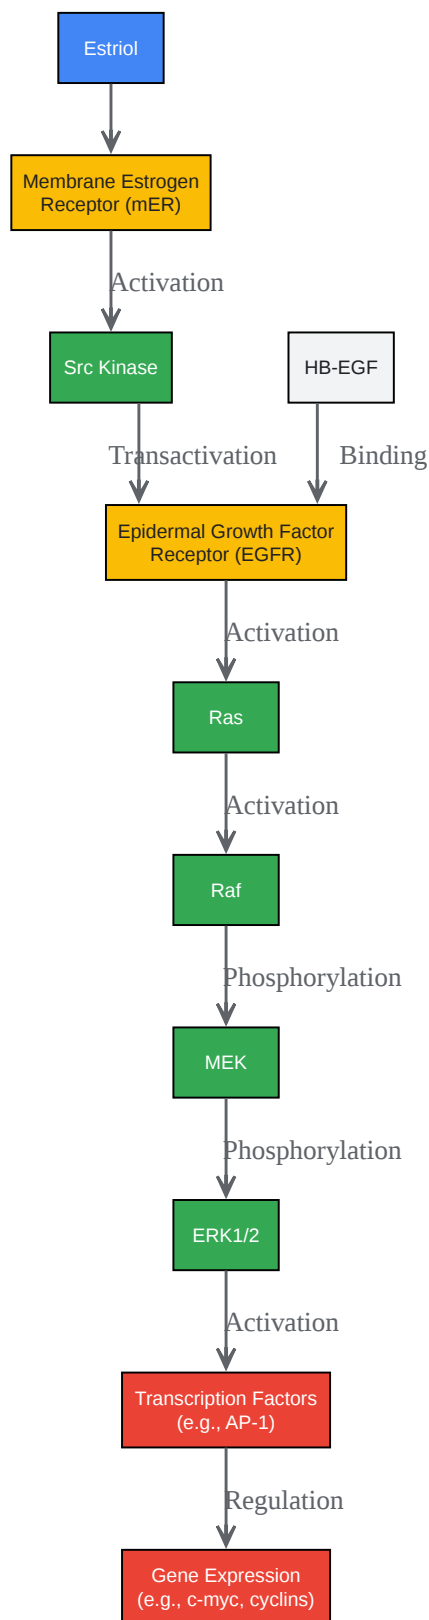 Estriol
Membrane Estrogen
Receptor (mER)
Activation
Src Kinase
HB-EGF
Transactivation
Binding
Epidermal Growth Factor
Receptor (EGFR)
Activation
Ras
Activation
Raf
Phosphorylation
MEK
Phosphorylation
ERK1/2
Activation
Transcription Factors
(e.g., AP-1)
Regulation
Gene Expression
(e.g., c-myc, cyclins)